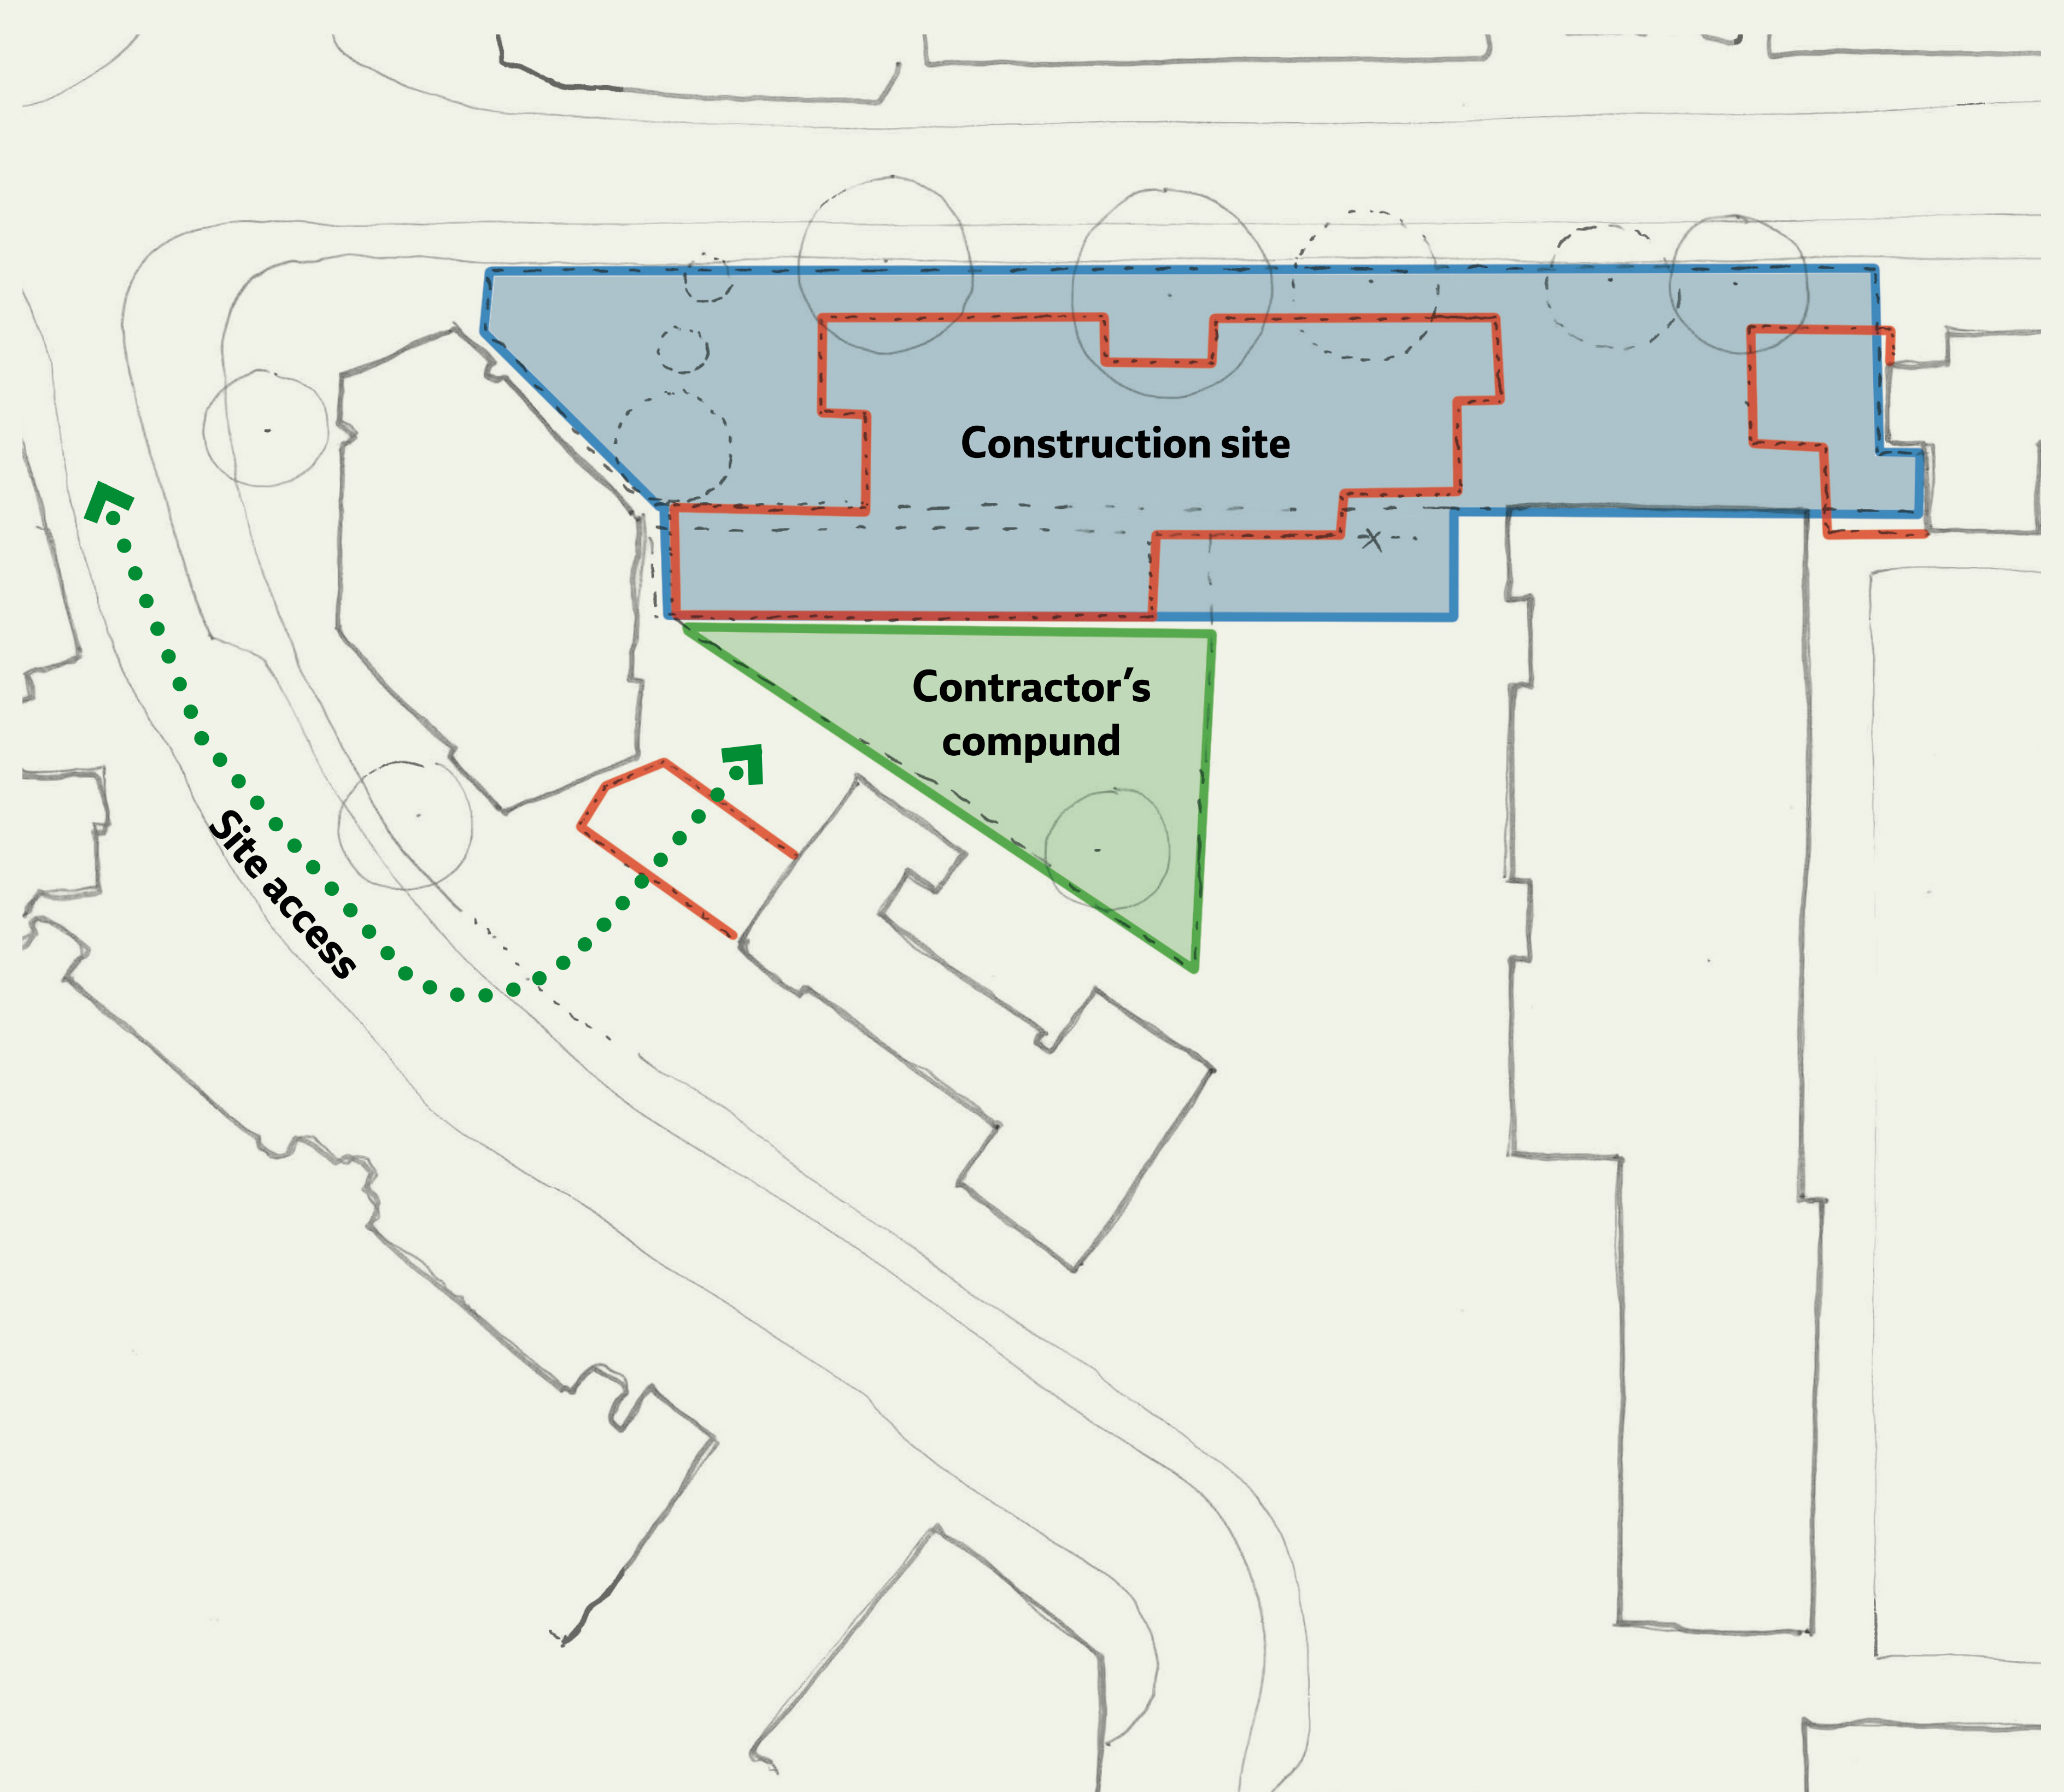 Construction site
Contractor’s
compund
Site access